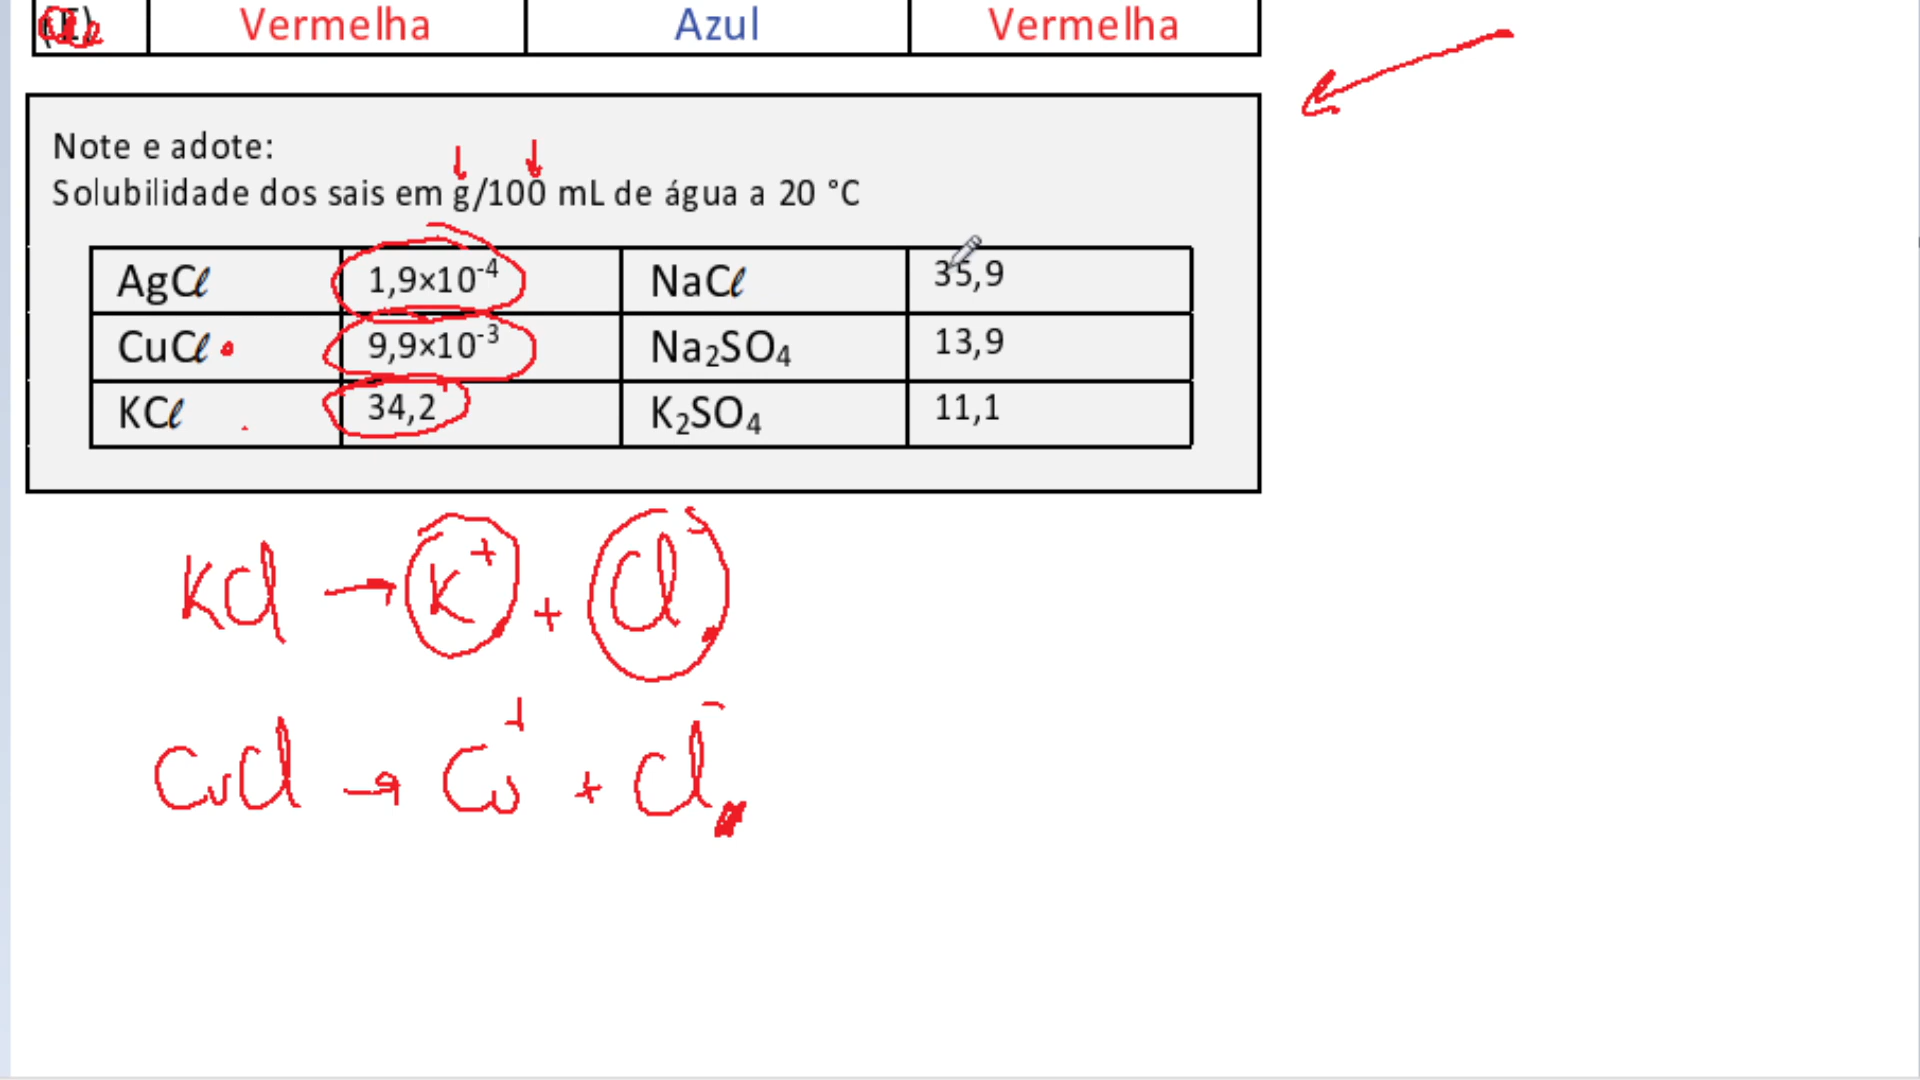 Vermelha Azul Vermelha
Note e adote:
Solubilidade dos sais em g/100 mL de água a 20 °C
AgCℓ 1,9×10⁻⁴ NaCℓ 35,9
CuCℓ 9,9×10⁻³ Na₂SO₄ 13,9
KCℓ 34,2 K₂SO₄ 11,1
KCl → K⁺ + Cl⁻
CuCl → Cu⁺ + Cl⁻